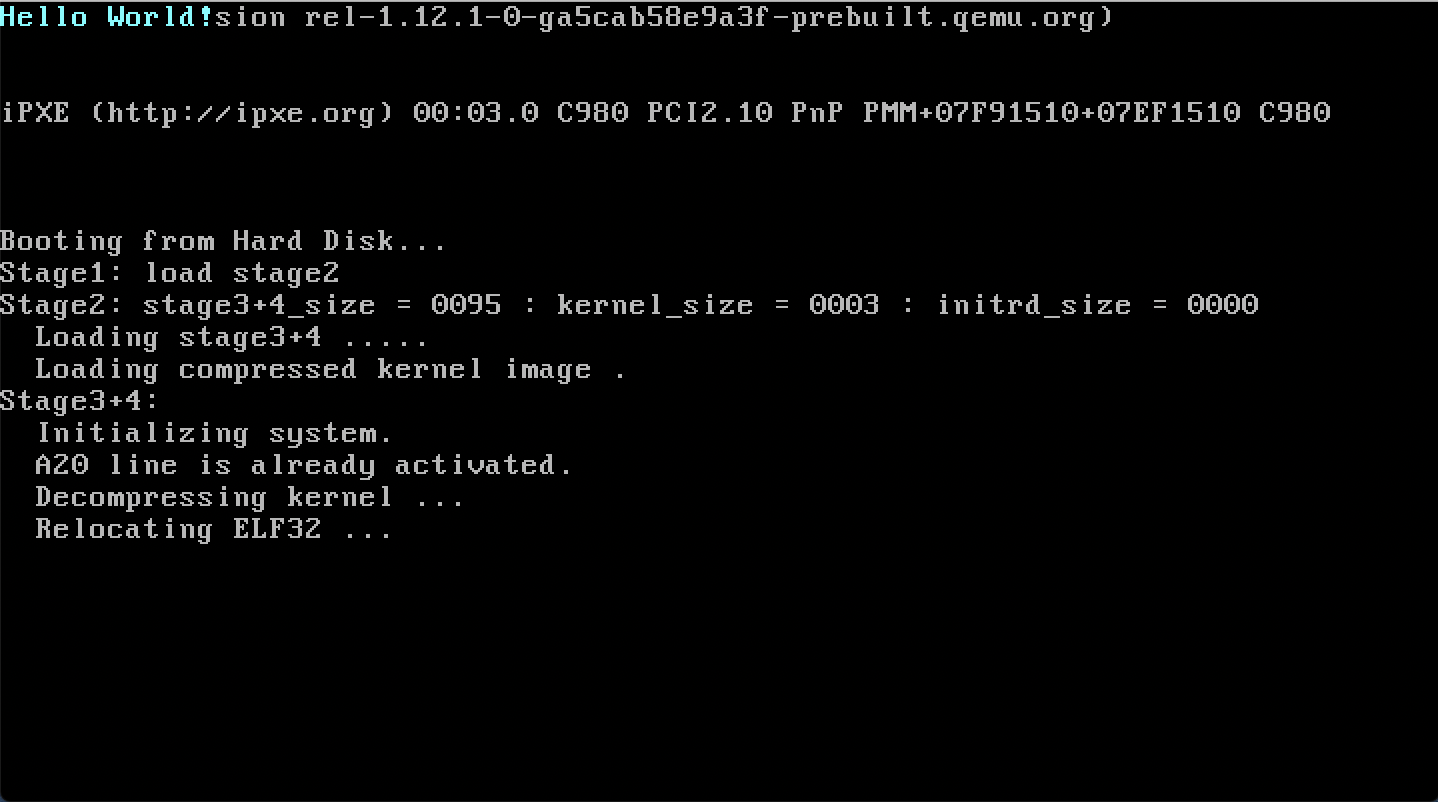 Hello World!sion rel-1.12.1-0-ga5cab58e9a3f-prebuilt.qemu.org)
iPXE (http://ipxe.org) 00:03.0 C980 PCI2.10 PnP PMM+07F91510+07EF1510 C980
Booting from Hard Disk...
Stage1: load stage2
Stage2: stage3+4_size = 0095 : kernel_size = 0003 : initrd_size = 0000
  Loading stage3+4 .....
  Loading compressed kernel image .
Stage3+4:
  Initializing system.
  A20 line is already activated.
  Decompressing kernel ...
  Relocating ELF32 ...